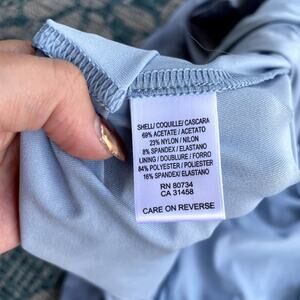 SHELL/ COQUILLE/ CASCARA
69% ACETATE / ACETATO
23% NYLON / NILON
8% SPANDEX / ELASTANO
LINING / DOUBLURE / FORRO
84% POLYESTER / POLIESTER
16% SPANDEX / ELASTANO
RN 80734
CA 31458
CARE ON REVERSE